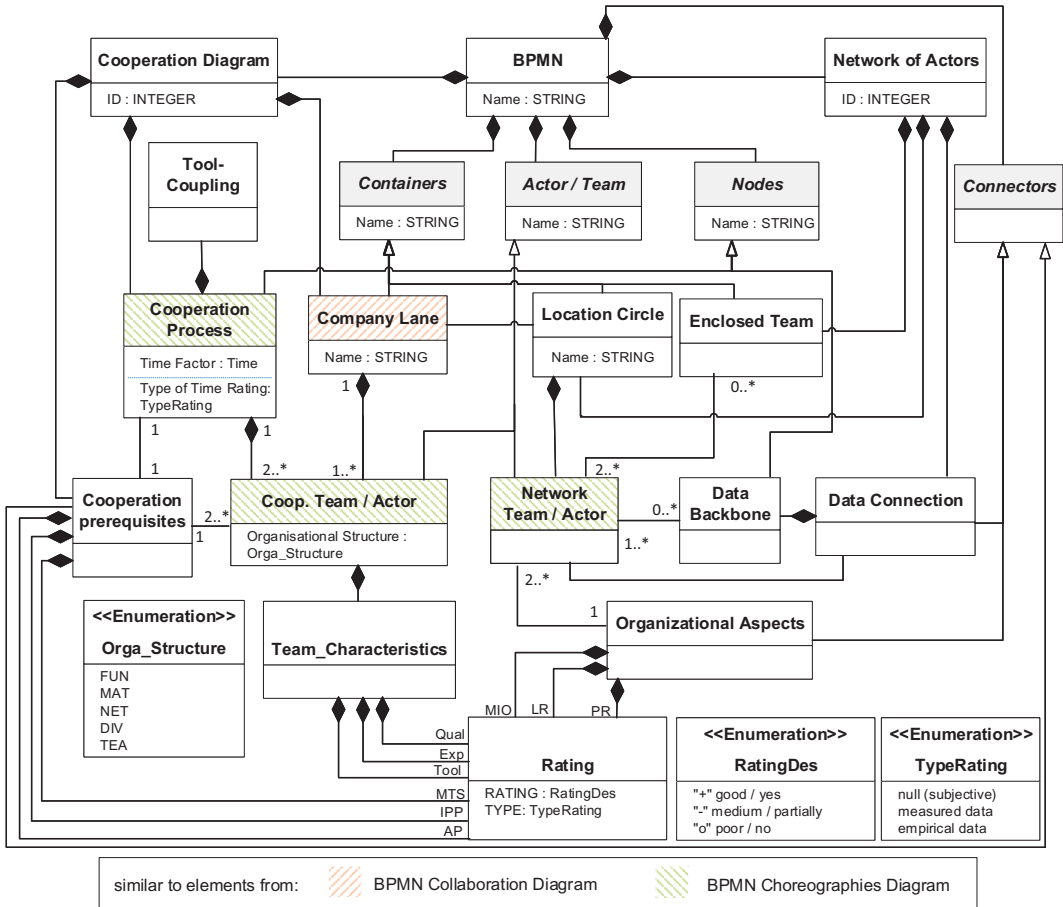 Cooperation Diagram
ID : INTEGER
BPMN
Name : STRING
Network of Actors
ID : INTEGER
Tool-
Coupling
Containers
Name : STRING
Actor / Team
Name : STRING
Nodes
Name : STRING
Connectors
Cooperation
Process
Time Factor : Time
Type of Time Rating:
TypeRating
Company Lane
Name : STRING
Location Circle
Name : STRING
Enclosed Team
1
0..*
1
1
1
2..*
1..*
2..*
Cooperation
prerequisites
2..*
1
Coop. Team / Actor
Organisational Structure :
Orga_Structure
Network
Team / Actor
0..*
1..*
Data
Backbone
Data Connection
2..*
1
<<Enumeration>>
Orga_Structure
FUN
MAT
NET
DIV
TEA
Team_Characteristics
Organizational Aspects
MIO
LR
PR
Qual
Exp
Tool
MTS
IPP
AP
Rating
RATING : RatingDes
TYPE: TypeRating
<<Enumeration>>
RatingDes
"+" good / yes
"-" medium / partially
"o" poor / no
<<Enumeration>>
TypeRating
null (subjective)
measured data
empirical data
similar to elements from:
BPMN Collaboration Diagram
BPMN Choreographies Diagram